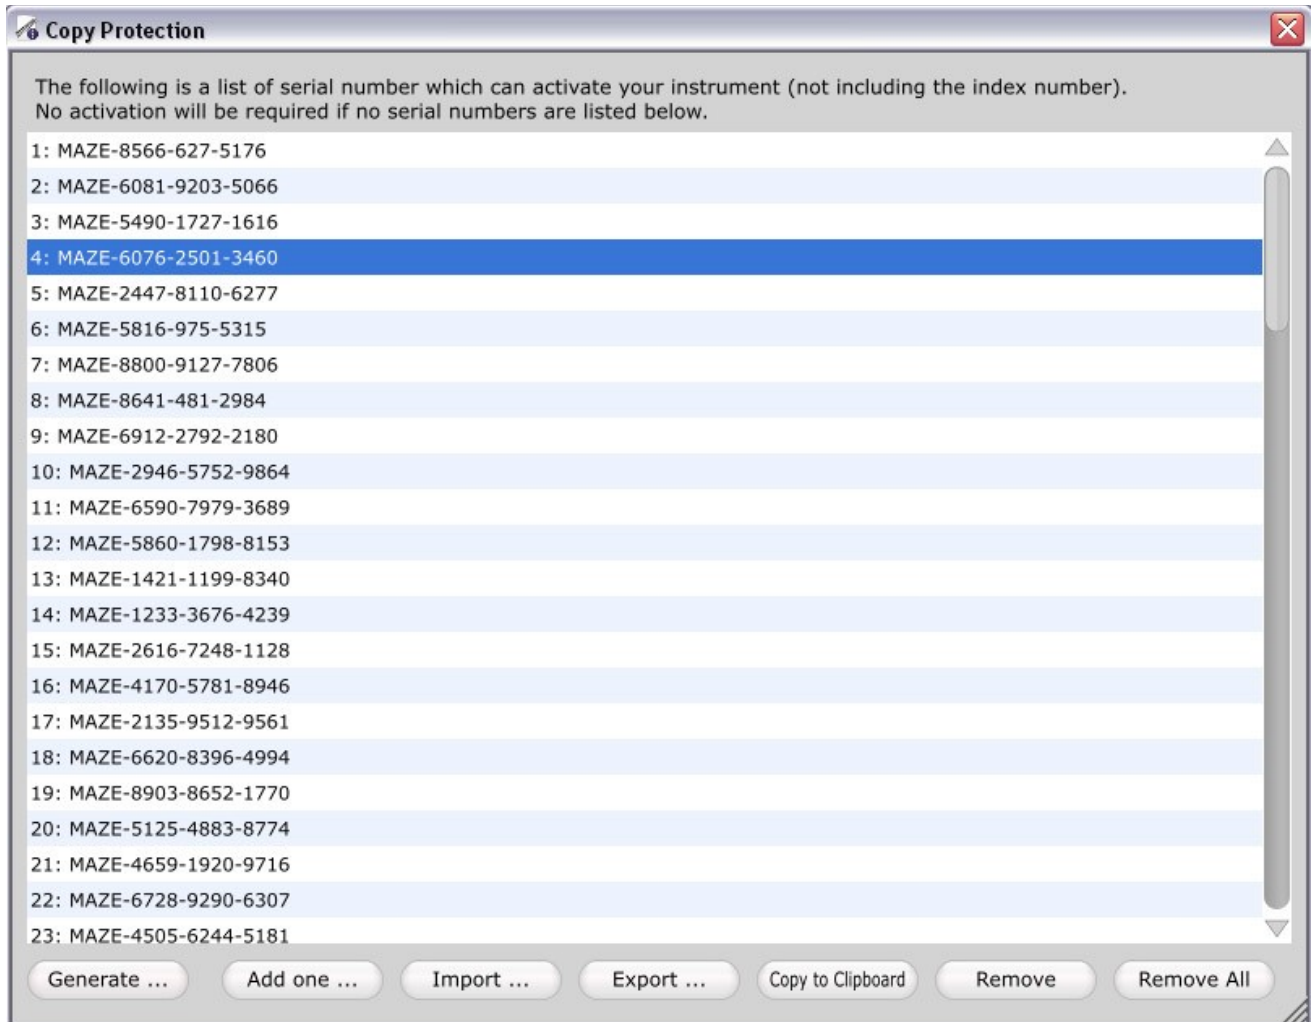 Copy Protection
The following is a list of serial number which can activate your instrument (not including the index number).
No activation will be required if no serial numbers are listed below.
1: MAZE-8566-627-5176
2: MAZE-6081-9203-5066
3: MAZE-5490-1727-1616
4: MAZE-6076-2501-3460
5: MAZE-2447-8110-6277
6: MAZE-5816-975-5315
7: MAZE-8800-9127-7806
8: MAZE-8641-481-2984
9: MAZE-6912-2792-2180
10: MAZE-2946-5752-9864
11: MAZE-6590-7979-3689
12: MAZE-5860-1798-8153
13: MAZE-1421-1199-8340
14: MAZE-1233-3676-4239
15: MAZE-2616-7248-1128
16: MAZE-4170-5781-8946
17: MAZE-2135-9512-9561
18: MAZE-6620-8396-4994
19: MAZE-8903-8652-1770
20: MAZE-5125-4883-8774
21: MAZE-4659-1920-9716
22: MAZE-6728-9290-6307
23: MAZE-4505-6244-5181
Generate ... Add one ... Import ... Export ... Copy to Clipboard Remove Remove All